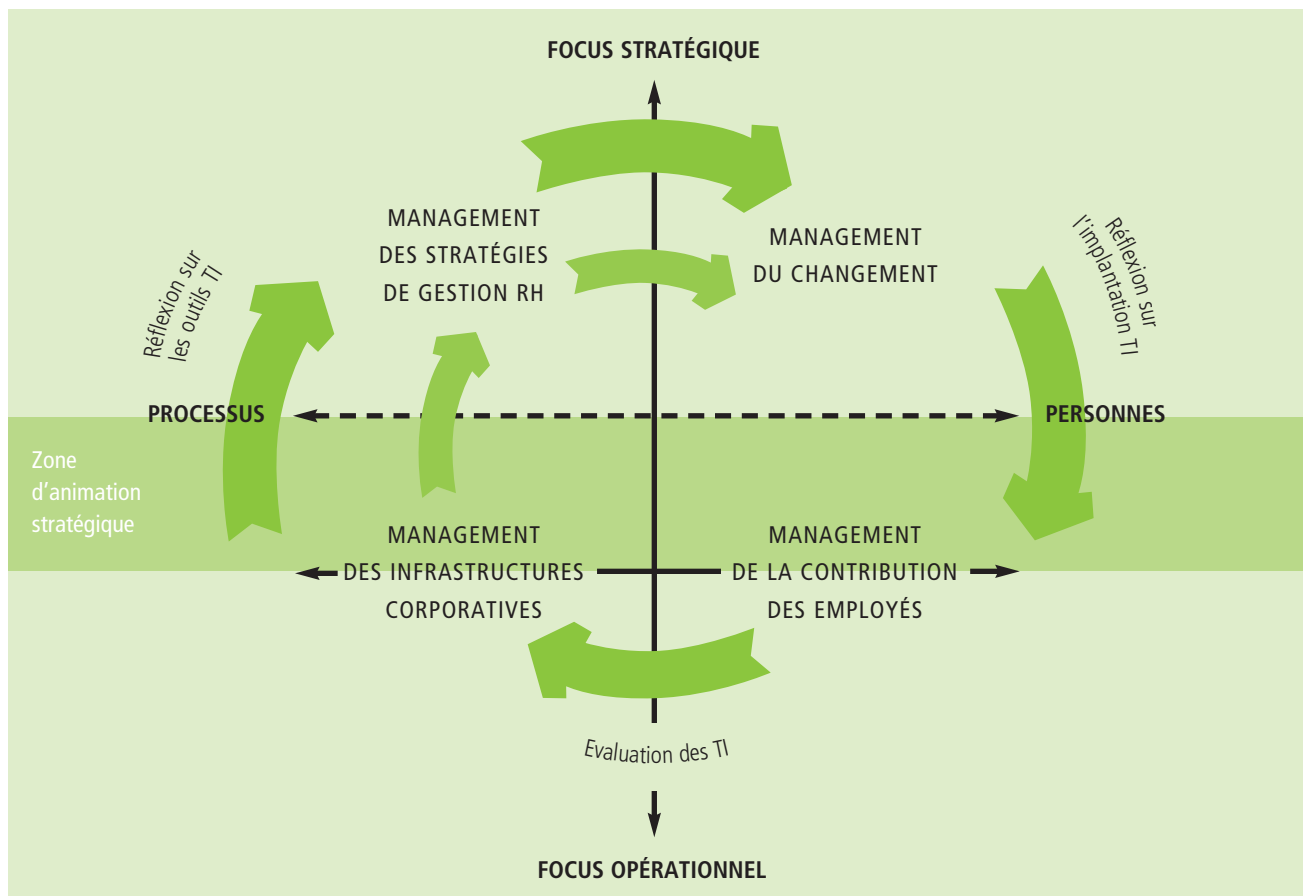 FOCUS STRATÉGIQUE
MANAGEMENT
DES STRATÉGIES
DE GESTION RH
MANAGEMENT
DU CHANGEMENT
Réflexion sur
les outils TI
Réflexion sur
l'implantation TI
PROCESSUS
PERSONNES
Zone
d'animation
stratégique
MANAGEMENT
DES INFRASTRUCTURES
CORPORATIVES
MANAGEMENT
DE LA CONTRIBUTION
DES EMPLOYÉS
Evaluation des TI
FOCUS OPÉRATIONNEL